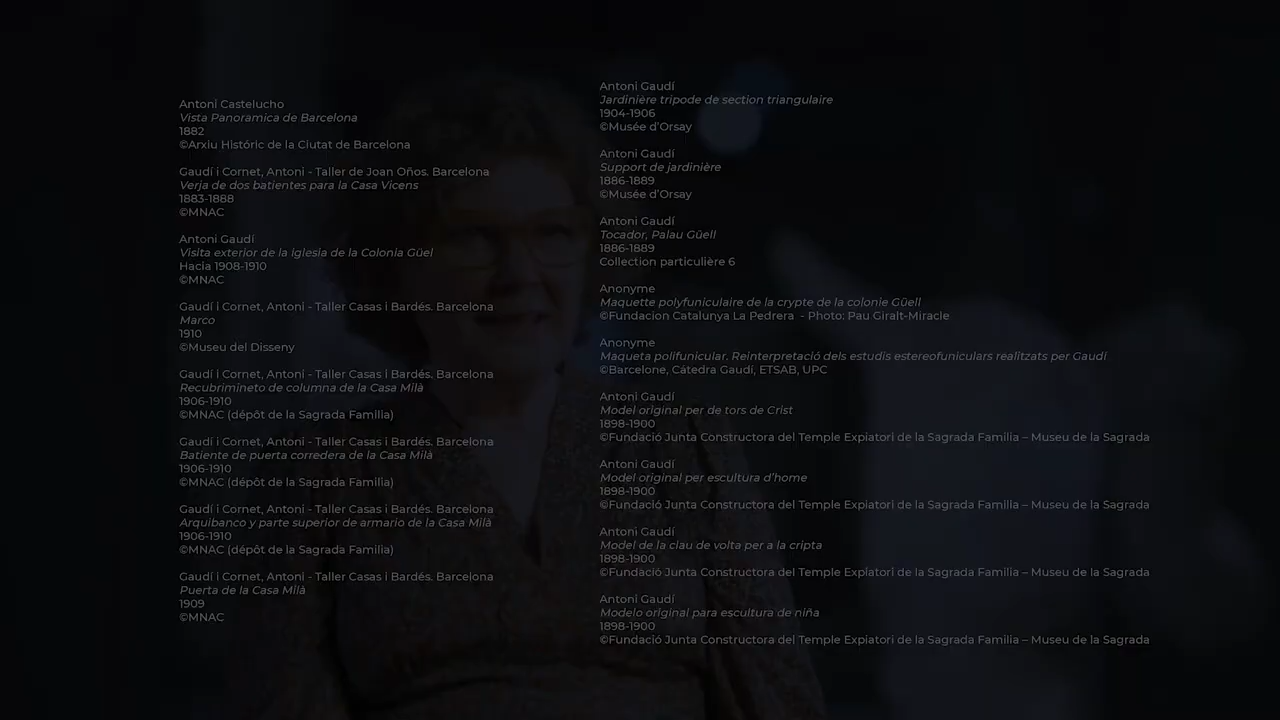 Antoni Castelucho
Vista Panoramica de Barcelona
1882
©Arxiu Históric de la Ciutat de Barcelona
Gaudí i Cornet, Antoni - Taller de Joan Oños. Barcelona
Verja de dos batientes para la Casa Vicens
1883-1888
©MNAC
Antoni Gaudí
Visita exterior de la iglesia de la Colonia Güel
Hacia 1908-1910
©MNAC
Gaudí i Cornet, Antoni - Taller Casas i Bardés. Barcelona
Marco
1910
©Museu del Disseny
Gaudí i Cornet, Antoni - Taller Casas i Bardés. Barcelona
Recubrimineto de columna de la Casa Milà
1906-1910
©MNAC (dépôt de la Sagrada Familia)
Gaudí i Cornet, Antoni - Taller Casas i Bardés. Barcelona
Batiente de puerta corredera de la Casa Milà
1906-1910
©MNAC (dépôt de la Sagrada Familia)
Gaudí i Cornet, Antoni - Taller Casas i Bardés. Barcelona
Arquibanco y parte superior de armario de la Casa Milà
1906-1910
©MNAC (dépôt de la Sagrada Familia)
Gaudí i Cornet, Antoni - Taller Casas i Bardés. Barcelona
Puerta de la Casa Milà
1909
©MNAC
Antoni Gaudí
Jardinière tripode de section triangulaire
1904-1906
©Musée d'Orsay
Antoni Gaudí
Support de jardinière
1886-1889
©Musée d'Orsay
Antoni Gaudí
Tocador, Palau Güell
1886-1889
Collection particulière 6
Anonyme
Maquette polyfuniculaire de la crypte de la colonie Güell
©Fundacion Catalunya La Pedrera - Photo: Pau Giralt-Miracle
Anonyme
Maqueta polifunicular. Reinterpretació dels estudis estereofuniculars realitzats per Gaudí
©Barcelone, Cátedra Gaudí, ETSAB, UPC
Antoni Gaudí
Model original per de tors de Crist
1898-1900
©Fundació Junta Constructora del Temple Expiatori de la Sagrada Familia – Museu de la Sagrada
Antoni Gaudí
Model original per escultura d'home
1898-1900
©Fundació Junta Constructora del Temple Expiatori de la Sagrada Familia – Museu de la Sagrada
Antoni Gaudí
Model de la clau de volta per a la cripta
1898-1900
©Fundació Junta Constructora del Temple Expiatori de la Sagrada Familia – Museu de la Sagrada
Antoni Gaudí
Modelo original para escultura de niña
1898-1900
©Fundació Junta Constructora del Temple Expiatori de la Sagrada Familia – Museu de la Sagrada